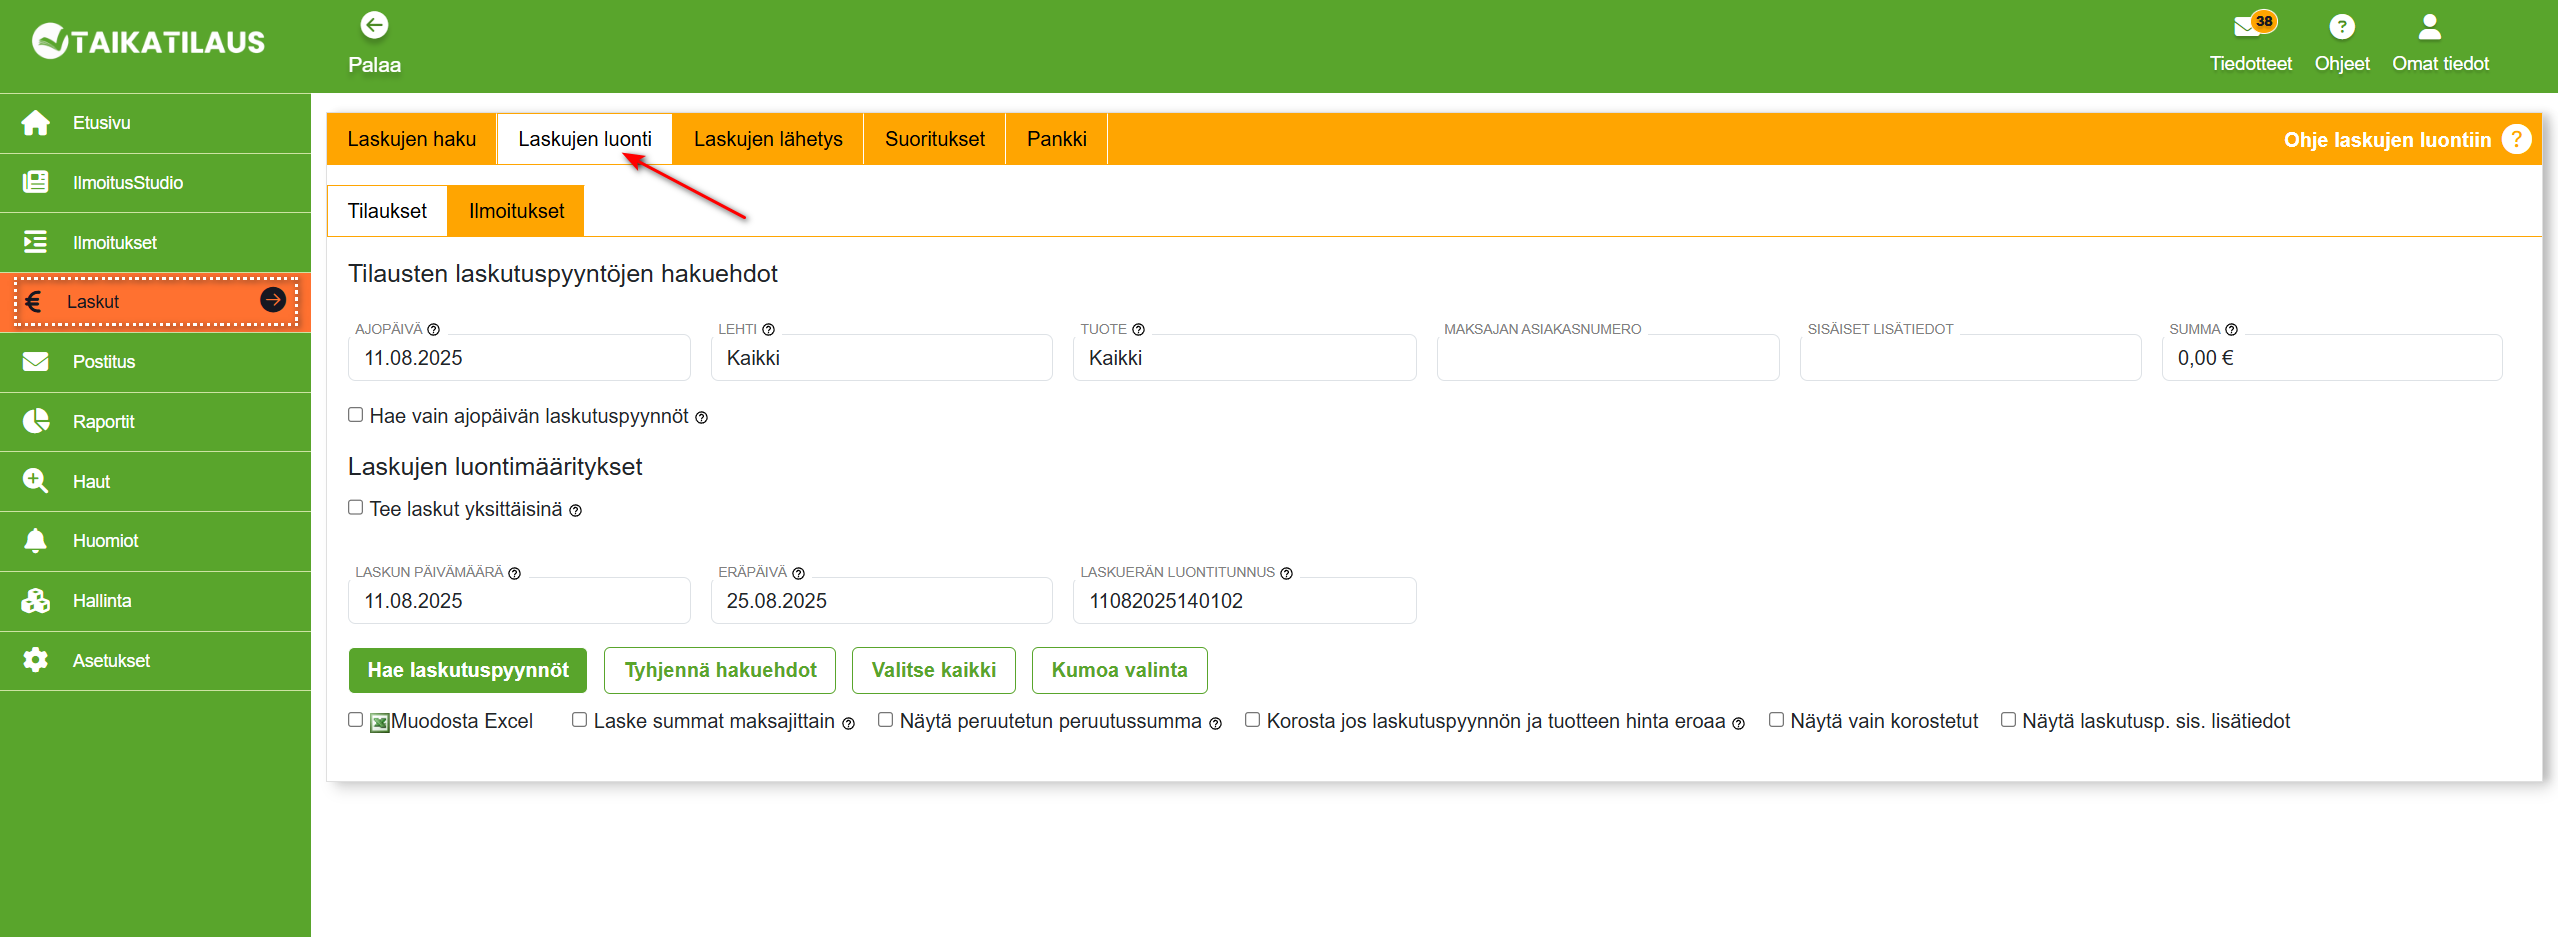 TAIKATILAUS
Palaa
38
Tiedotteet
Ohjeet
Omat tiedot
Etusivu
IlmoitusStudio
Ilmoitukset
Laskut
Postitus
Raportit
Haut
Huomiot
Hallinta
Asetukset
Laskujen haku
Laskujen luonti
Laskujen lähetys
Suoritukset
Pankki
Ohje laskujen luontiin ?
Tilaukset
Ilmoitukset
Tilausten laskutuspyyntöjen hakuehdot
AJOPÄIVÄ
11.08.2025
LEHTI
Kaikki
TUOTE
Kaikki
MAKSAJAN ASIAKASNUMERO
SISÄISET LISÄTIEDOT
SUMMA
0,00 €
Hae vain ajopäivän laskutuspyynnöt
Laskujen luontimääritykset
Tee laskut yksittäisinä
LASKUN PÄIVÄMÄÄRÄ
11.08.2025
ERÄPÄIVÄ
25.08.2025
LASKUERÄN LUONTITUNNUS
11082025140102
Hae laskutuspyynnöt
Tyhjennä hakuehdot
Valitse kaikki
Kumoa valinta
Muodosta Excel
Laske summat maksajittain
Näytä peruutetun peruutussumma
Korosta jos laskutuspyynnön ja tuotteen hinta eroaa
Näytä vain korostetut
Näytä laskutusp. sis. lisätiedot